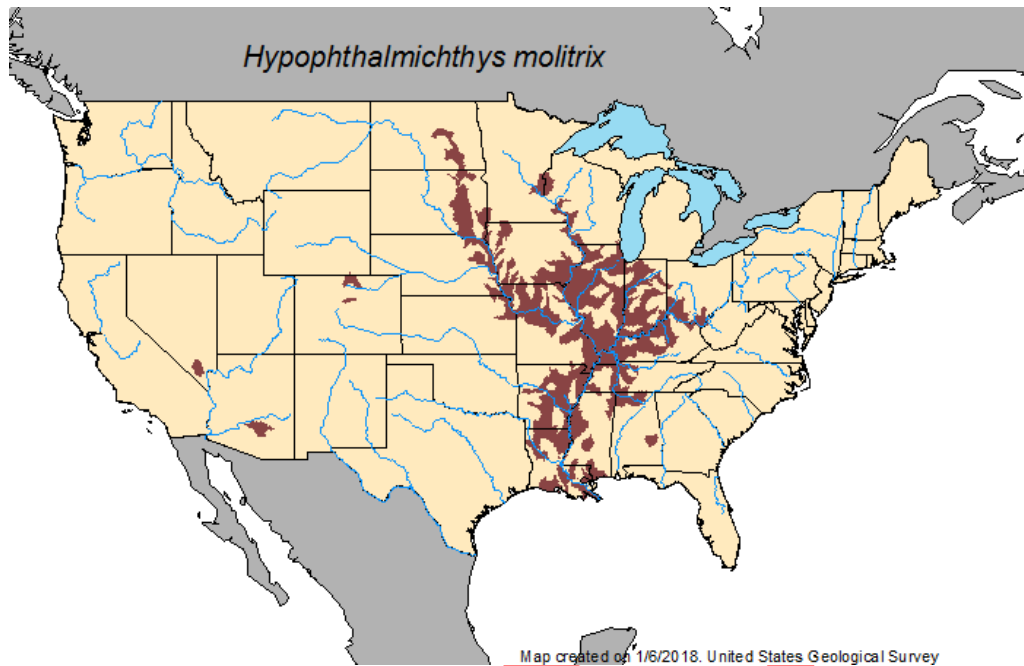 Hypophthalmichthys molitrix
Map created on 1/6/2018. United States Geological Survey